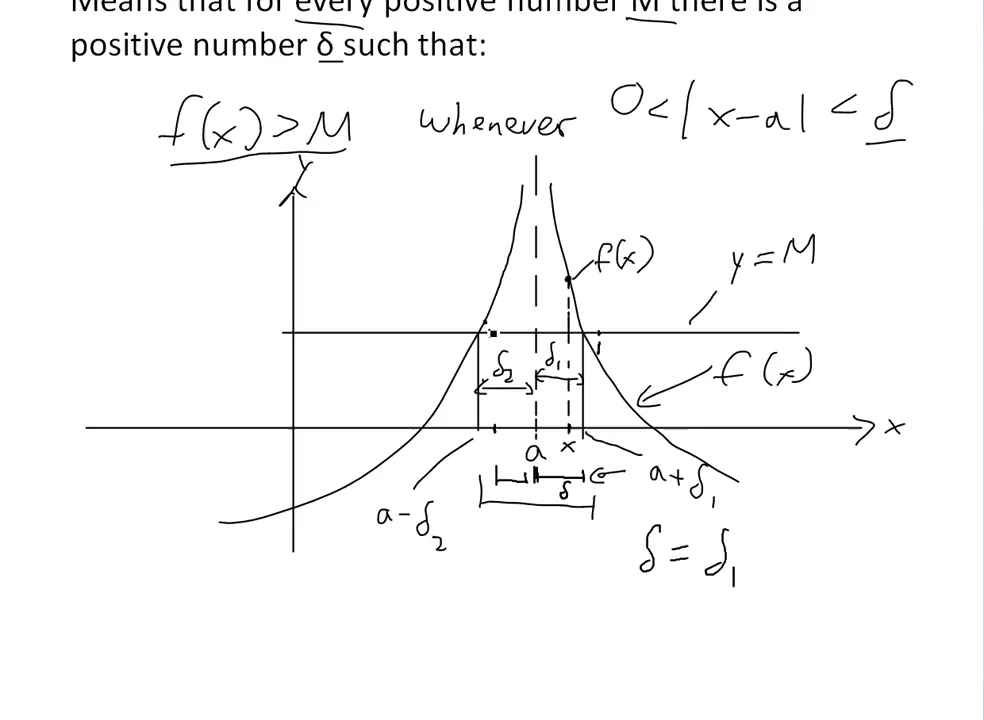 Means that for every positive number M there is a
positive number δ such that:
f(x) > M whenever 0 < |x-a| < δ
y
f(x)
y = M
δ₂ δ₁
f(x)
x
a x
a - δ₂
δ
a + δ₁
δ = δ₁